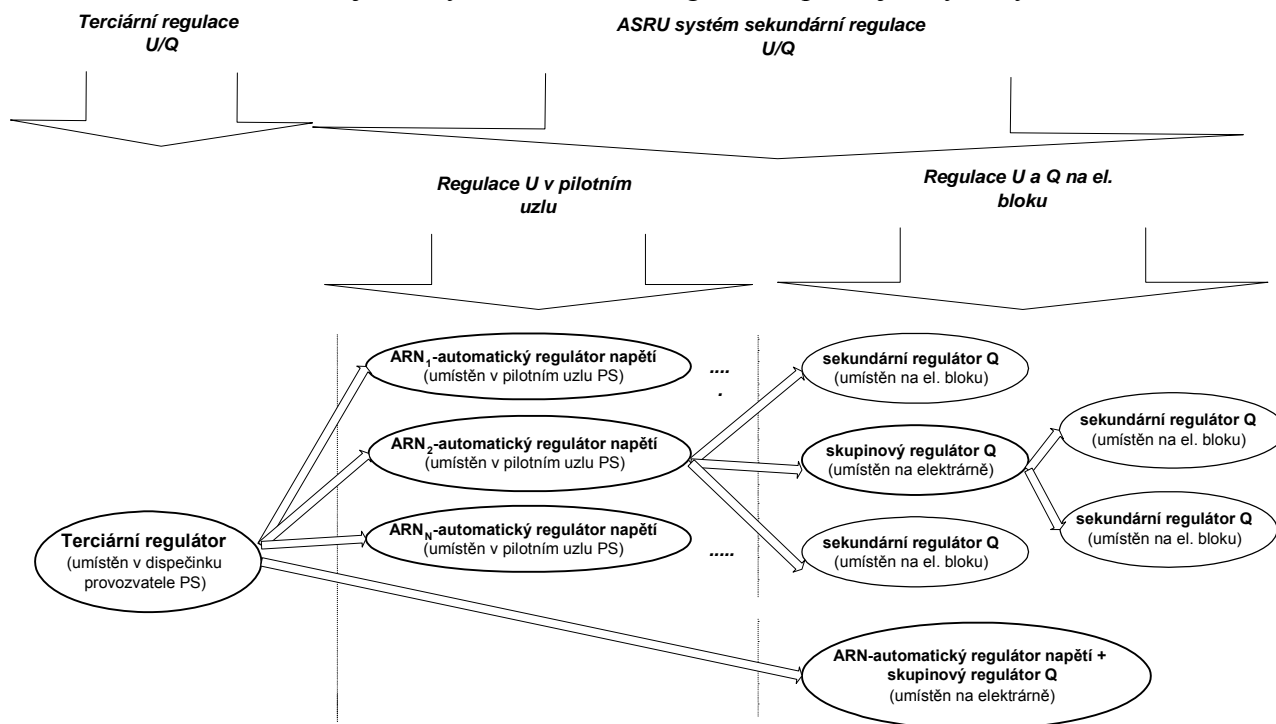 Terciární regulace
U/Q
ASRU systém sekundární regulace
U/Q
Regulace U v pilotním
uzlu
Regulace U a Q na el.
bloku
ARN1-automatický regulátor napětí
(umístěn v pilotním uzlu PS)
....
.
sekundární regulátor Q
(umístěn na el. bloku)
ARN2-automatický regulátor napětí
(umístěn v pilotním uzlu PS)
skupinový regulátor Q
(umístěn na elektrárně)
sekundární regulátor Q
(umístěn na el. bloku)
sekundární regulátor Q
(umístěn na el. bloku)
Terciární regulátor
(umístěn v dispečinku
provozvatele PS)
ARNN-automatický regulátor napětí
(umístěn v pilotním uzlu PS)
.....
sekundární regulátor Q
(umístěn na el. bloku)
ARN-automatický regulátor napětí +
skupinový regulátor Q
(umístěn na elektrárně)